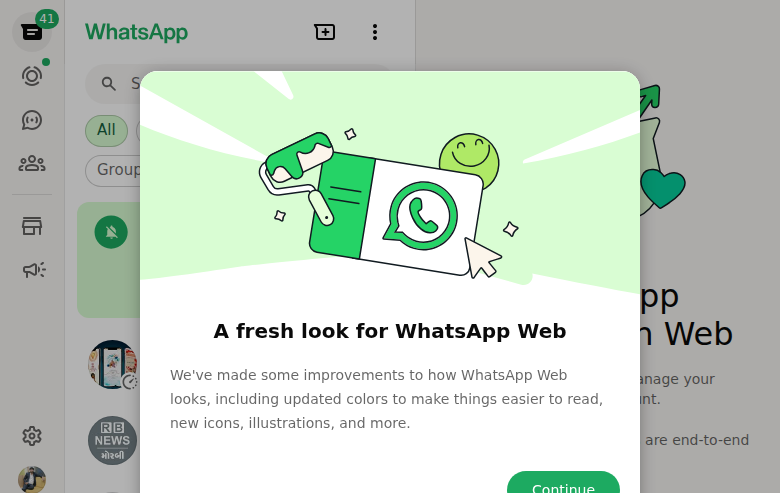 41
WhatsApp
All
Group
RB
NEWS
મોરબી
pp
Web
anage your
nt.
are end-to-end
A fresh look for WhatsApp Web
We've made some improvements to how WhatsApp Web
looks, including updated colors to make things easier to read,
new icons, illustrations, and more.
Continue